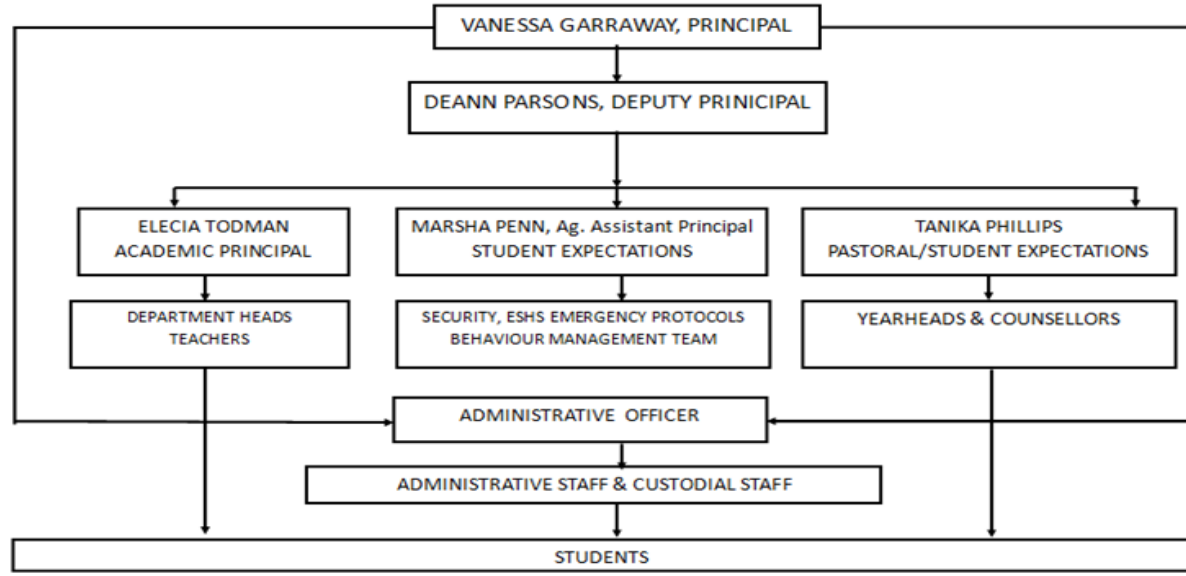 VANESSA GARRAWAY, PRINCIPAL
DEANN PARSONS, DEPUTY PRINICIPAL
ELECIA TODMAN
ACADEMIC PRINCIPAL
MARSHA PENN, Ag. Assistant Principal
STUDENT EXPECTATIONS
TANIKA PHILLIPS
PASTORAL/STUDENT EXPECTATIONS
DEPARTMENT HEADS
TEACHERS
SECURITY, ESHS EMERGENCY PROTOCOLS
BEHAVIOUR MANAGEMENT TEAM
YEARHEADS & COUNSELLORS
ADMINISTRATIVE OFFICER
ADMINISTRATIVE STAFF & CUSTODIAL STAFF
STUDENTS